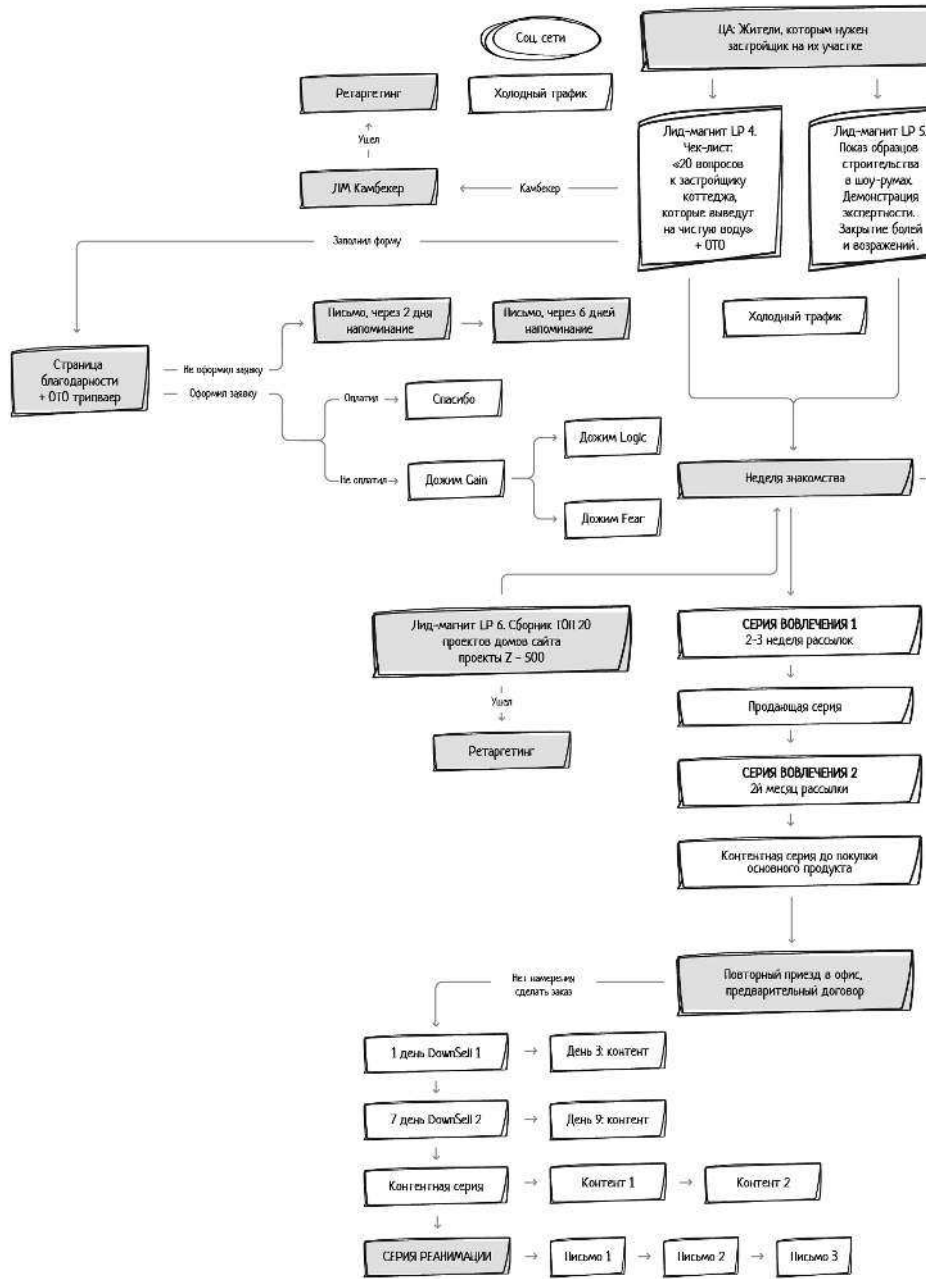 Соц. сети
ЦА: Жители, которым нужен
застройщик на их участке
Ретаргетинг
Холодный трафик
Ушел
Лид-магнит LP 4.
Чек-лист:
«20 вопросов
к застройщику
коттеджа,
которые выведут
на чистую воду»
+ ОТО
Лид-магнит LP 5.
Показ образцов
строительства
в шоу-румах.
Демонстрация
экспертности.
Закрытие болей
и возражений.
ЛМ Камбекер
Камбекер
Заполнил форму
Письмо, через 2 дня
напоминание
Письмо, через 6 дней
напоминание
Холодный трафик
Страница
благодарности
+ ОТО трипваер
Не оформил заявку
Оформил заявку
Оплатил
Спасибо
Дожим Logic
Не оплатил
Дожим Gain
Неделя знакомства
Дожим Fear
Лид-магнит LP 6. Сборник ТОП 20
проектов домов сайта
проекты Z - 500
СЕРИЯ ВОВЛЕЧЕНИЯ 1
2-3 неделя рассылок
Ушел
Продающая серия
Ретаргетинг
СЕРИЯ ВОВЛЕЧЕНИЯ 2
2й месяц рассылки
Контентная серия до покупки
основного продукта
Нет намерения
сделать заказ
Повторный приезд в офис,
предварительный договор
1 день DownSell 1
День 3: контент
7 день DownSell 2
День 9: контент
Контентная серия
Контент 1
Контент 2
СЕРИЯ РЕАНИМАЦИИ
Письмо 1
Письмо 2
Письмо 3